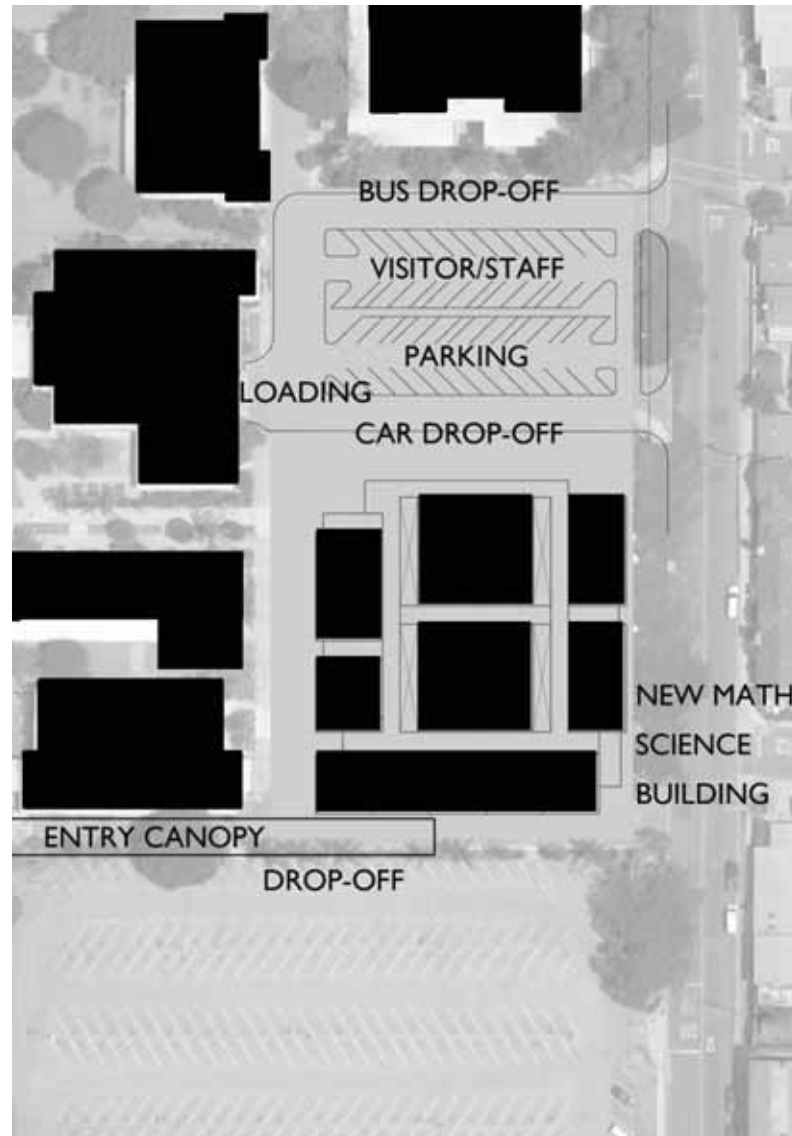 BUS DROP-OFF
VISITOR/STAFF
PARKING
LOADING
CAR DROP-OFF
NEW MATH
SCIENCE
BUILDING
ENTRY CANOPY
DROP-OFF